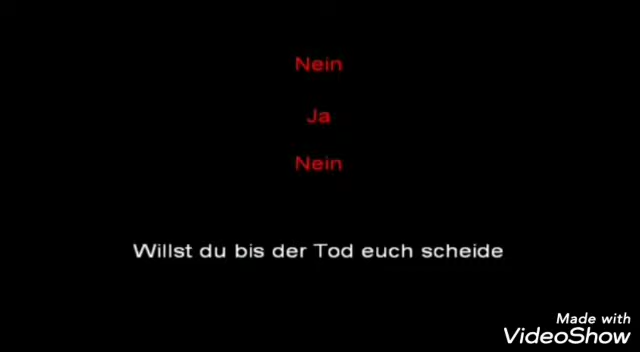 Nein
Ja
Nein
Willst du bis der Tod euch scheide
Made with
VideoShow